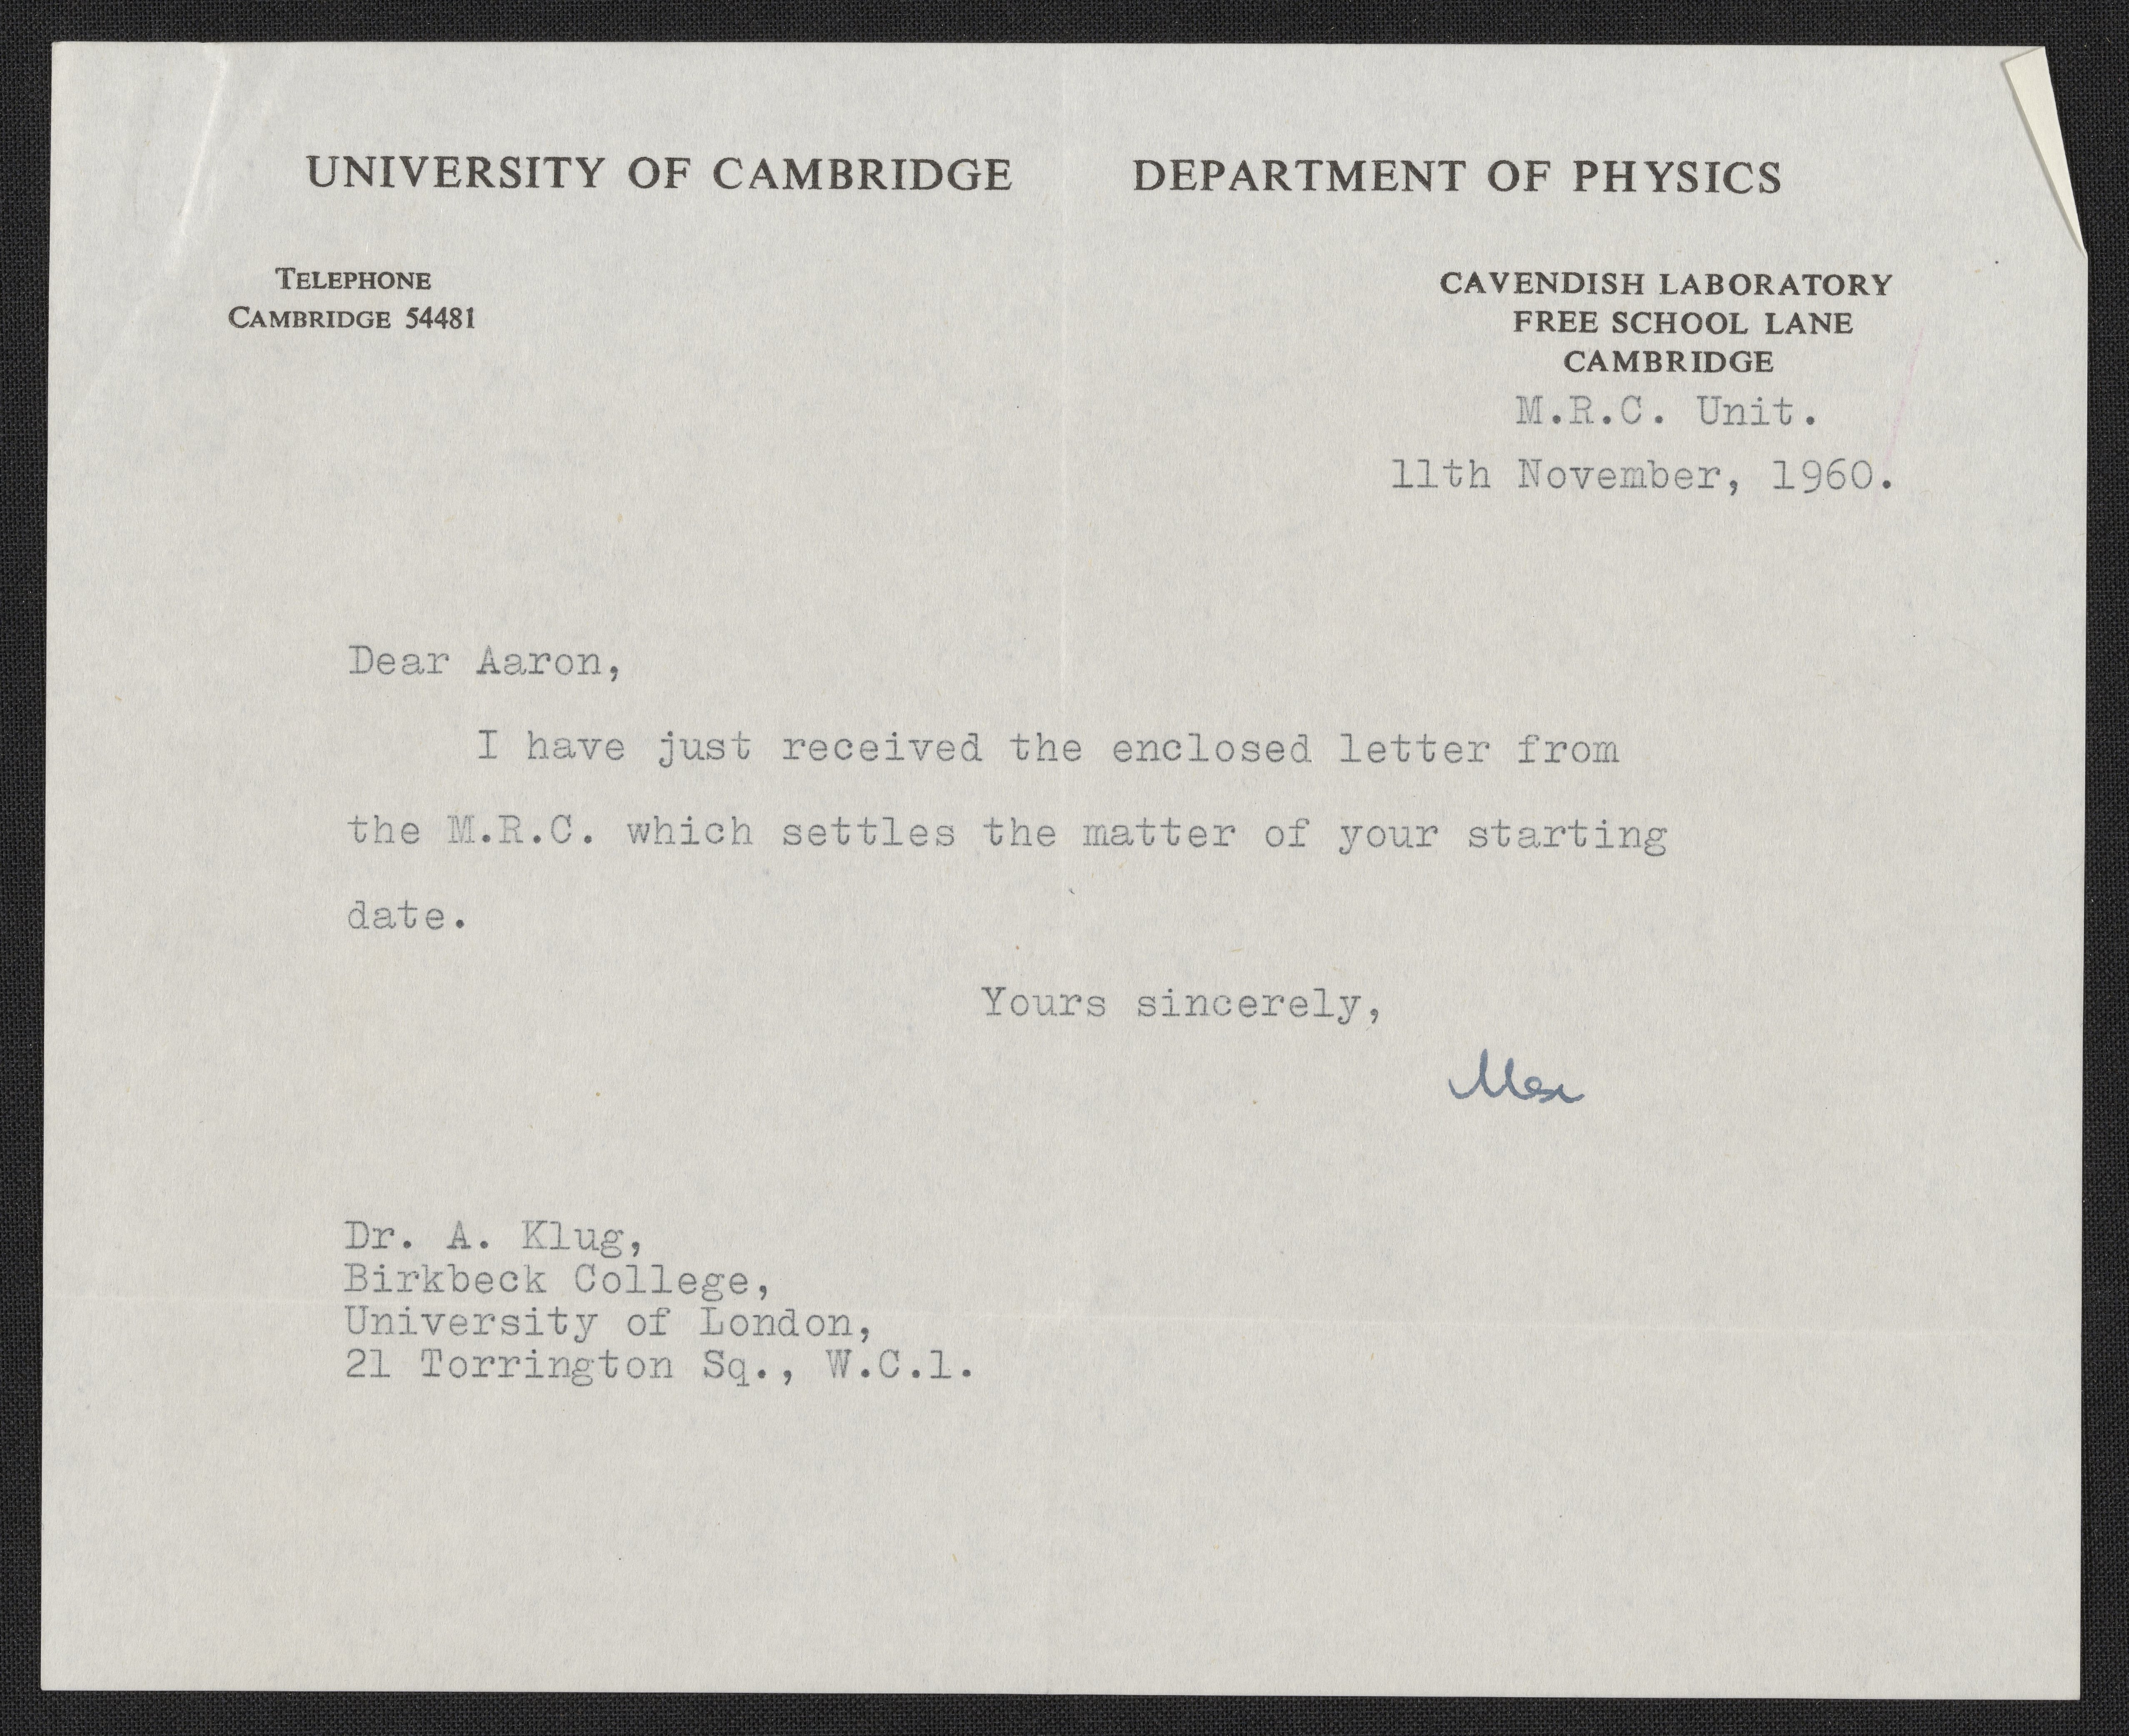 UNIVERSITY OF CAMBRIDGE DEPARTMENT OF PHYSICS
TELEPHONE
CAMBRIDGE 54481
CAVENDISH LABORATORY
FREE SCHOOL LANE
CAMBRIDGE
M.R.C. Unit.
11th November, 1960.
Dear Aaron,
I have just received the enclosed letter from
the M.R.C. which settles the matter of your starting
date.
Yours sincerely,
Max
Dr. A. Klug,
Birkbeck College,
University of London,
21 Torrington Sq., W.C.1.